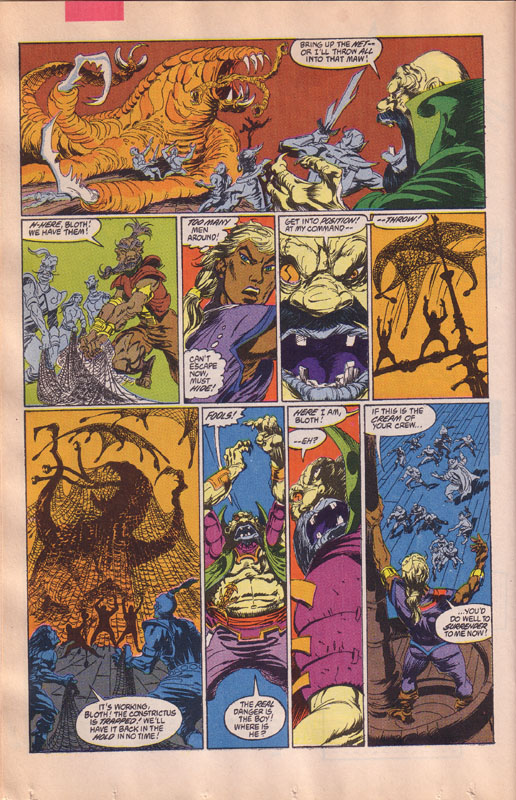 BRING UP THE NET--
OR I'LL THROW ALL
INTO THAT MAW!
H-HERE, BLOTH!
WE HAVE THEM!
TOO MANY
MEN
AROUND!
CAN'T
ESCAPE
NOW,
MUST
HIDE!
GET INTO POSITION!
AT MY COMMAND--
--THROW!
IT'S WORKING,
BLOTH! THE CONSTRICTUS
IS TRAPPED! WE'LL
HAVE IT BACK IN THE
HOLD IN NO TIME!
FOOLS!
THE REAL
DANGER IS
THE BOY!
WHERE IS
HE?
HERE I AM,
BLOTH!
--EH?
IF THIS IS THE
CREAM OF
YOUR CREW...
...YOU'D
DO WELL TO
SURRENDER
TO ME NOW!